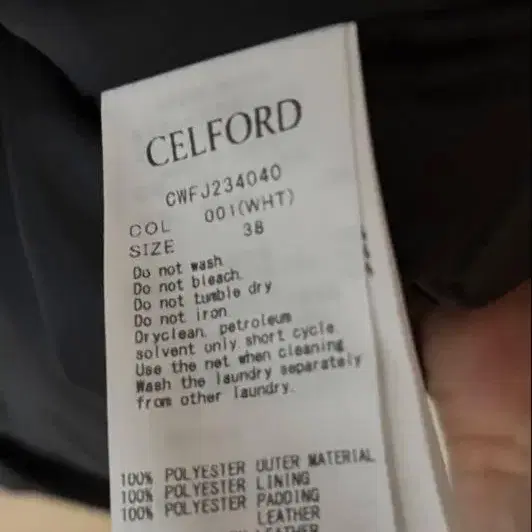 CELFORD
CWFJ234040
COL 001(WHT)
SIZE 38
Do not wash
Do not bleach.
Do not tumble dry
Do not iron.
Dryclean. petroleum
solvent only short cycle.
Use the net when cleaning
Wash the laundry separately
from other laundry.
100% POLYESTER OUTER MATERIAL
100% POLYESTER LINING
100% POLYESTER PADDING
LEATHER
LEATHER